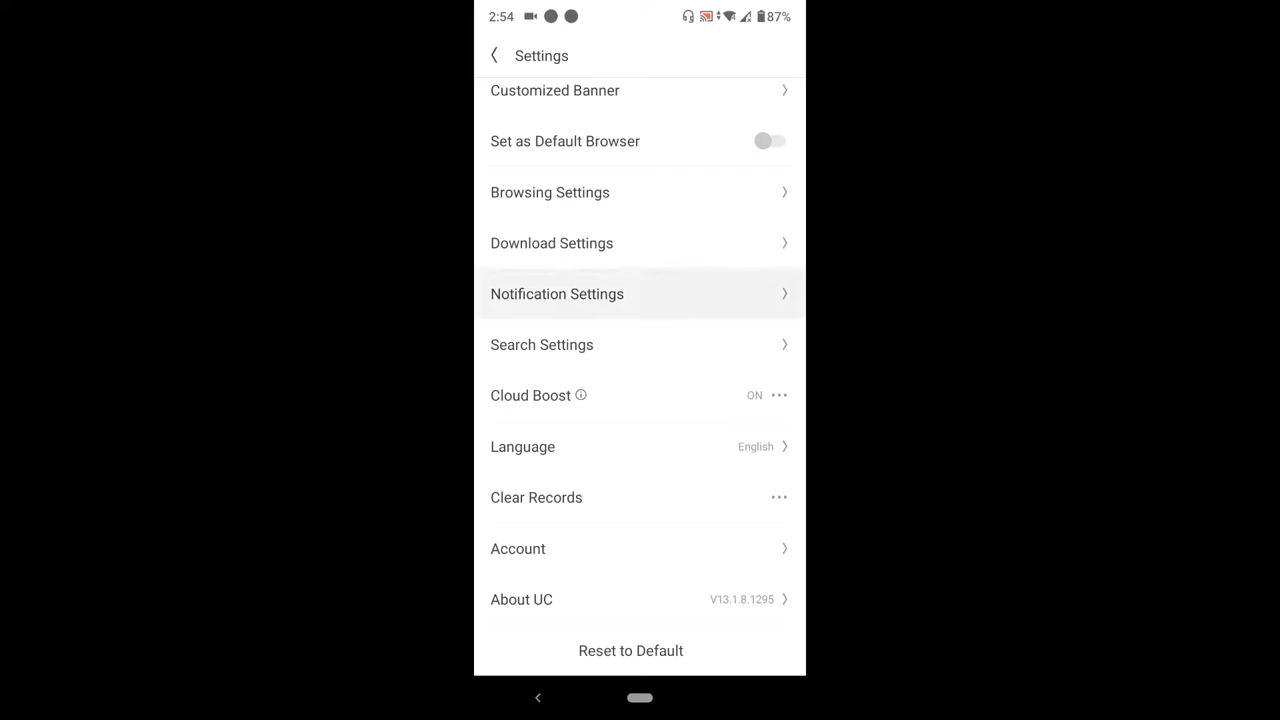 2:54 87%
Settings
Customized Banner
Set as Default Browser
Browsing Settings
Download Settings
Notification Settings
Search Settings
Cloud Boost ON
Language English
Clear Records
Account
About UC V13.1.8.1295
Reset to Default